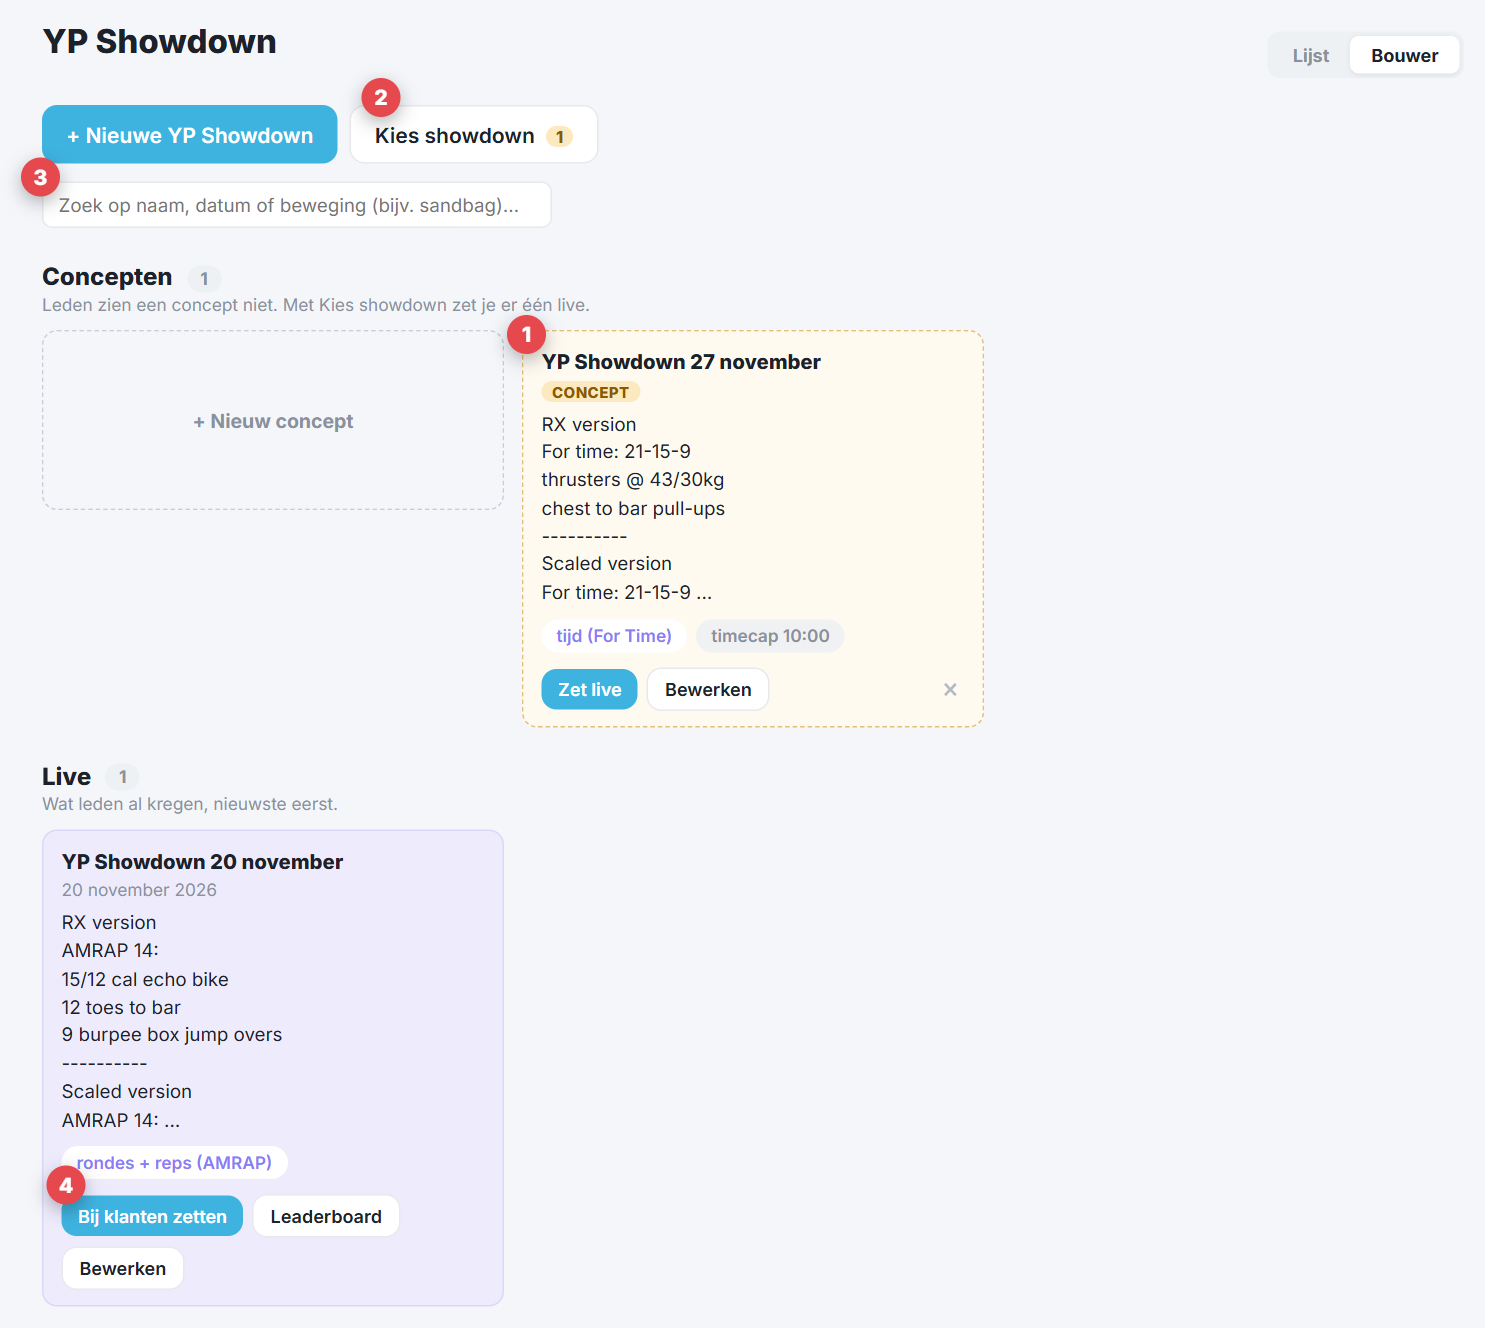 YP Showdown
Lijst
Bouwer
2
+ Nieuwe YP Showdown
Kies showdown 1
3
Zoek op naam, datum of beweging (bijv. sandbag)...
Concepten 1
Leden zien een concept niet. Met Kies showdown zet je er één live.
+ Nieuw concept
1
YP Showdown 27 november
CONCEPT
RX version
For time: 21-15-9
thrusters @ 43/30kg
chest to bar pull-ups
----------
Scaled version
For time: 21-15-9 ...
tijd (For Time)
timecap 10:00
Zet live
Bewerken
×
Live 1
Wat leden al kregen, nieuwste eerst.
YP Showdown 20 november
20 november 2026
RX version
AMRAP 14:
15/12 cal echo bike
12 toes to bar
9 burpee box jump overs
----------
Scaled version
AMRAP 14: ...
rondes + reps (AMRAP)
4
Bij klanten zetten
Leaderboard
Bewerken